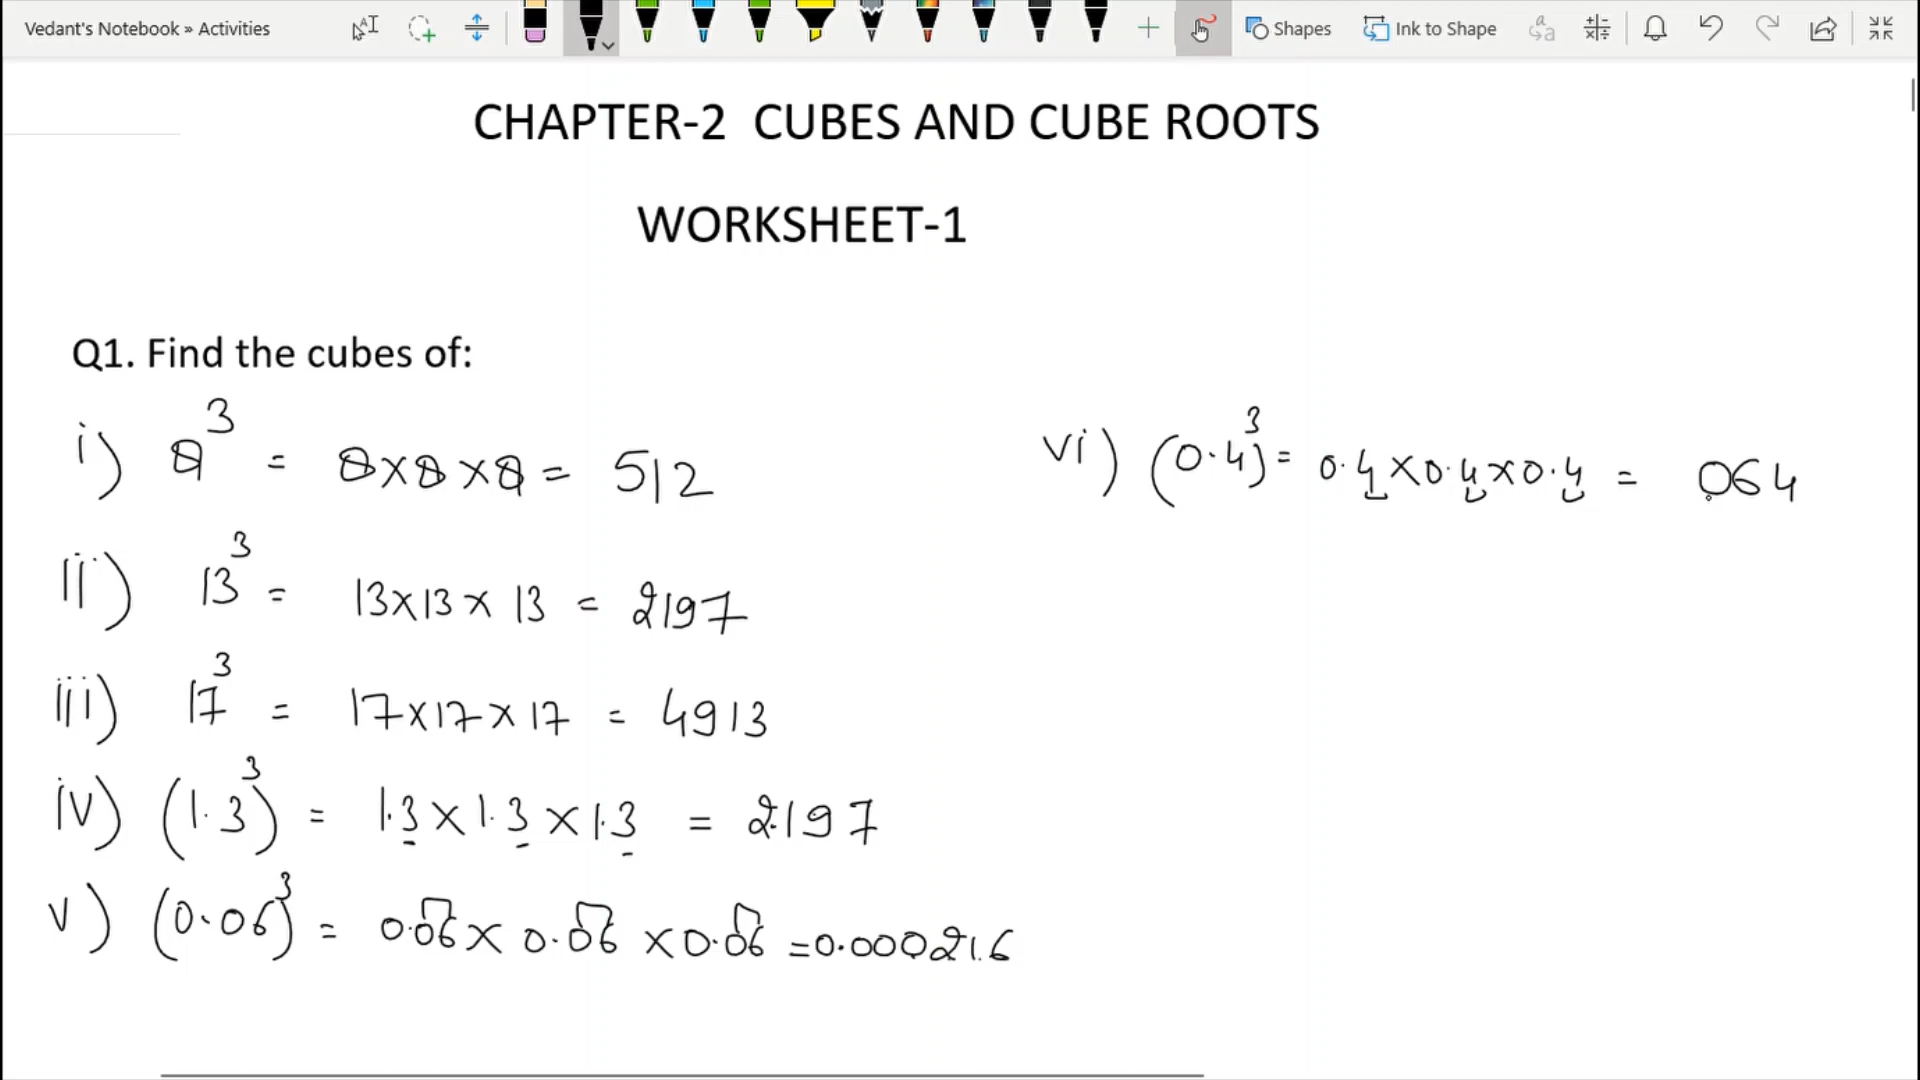 Vedant's Notebook » Activities
Shapes
Ink to Shape
CHAPTER-2 CUBES AND CUBE ROOTS
WORKSHEET-1
Q1. Find the cubes of:
i) 8³ = 8×8×8 = 512
ii) 13³ = 13×13×13 = 2197
iii) 17³ = 17×17×17 = 4913
iv) (1.3)³ = 1.3×1.3×1.3 = 2.197
v) (0.06)³ = 0.06×0.06×0.06 = 0.000216
vi) (0.4)³ = 0.4×0.4×0.4 = .064